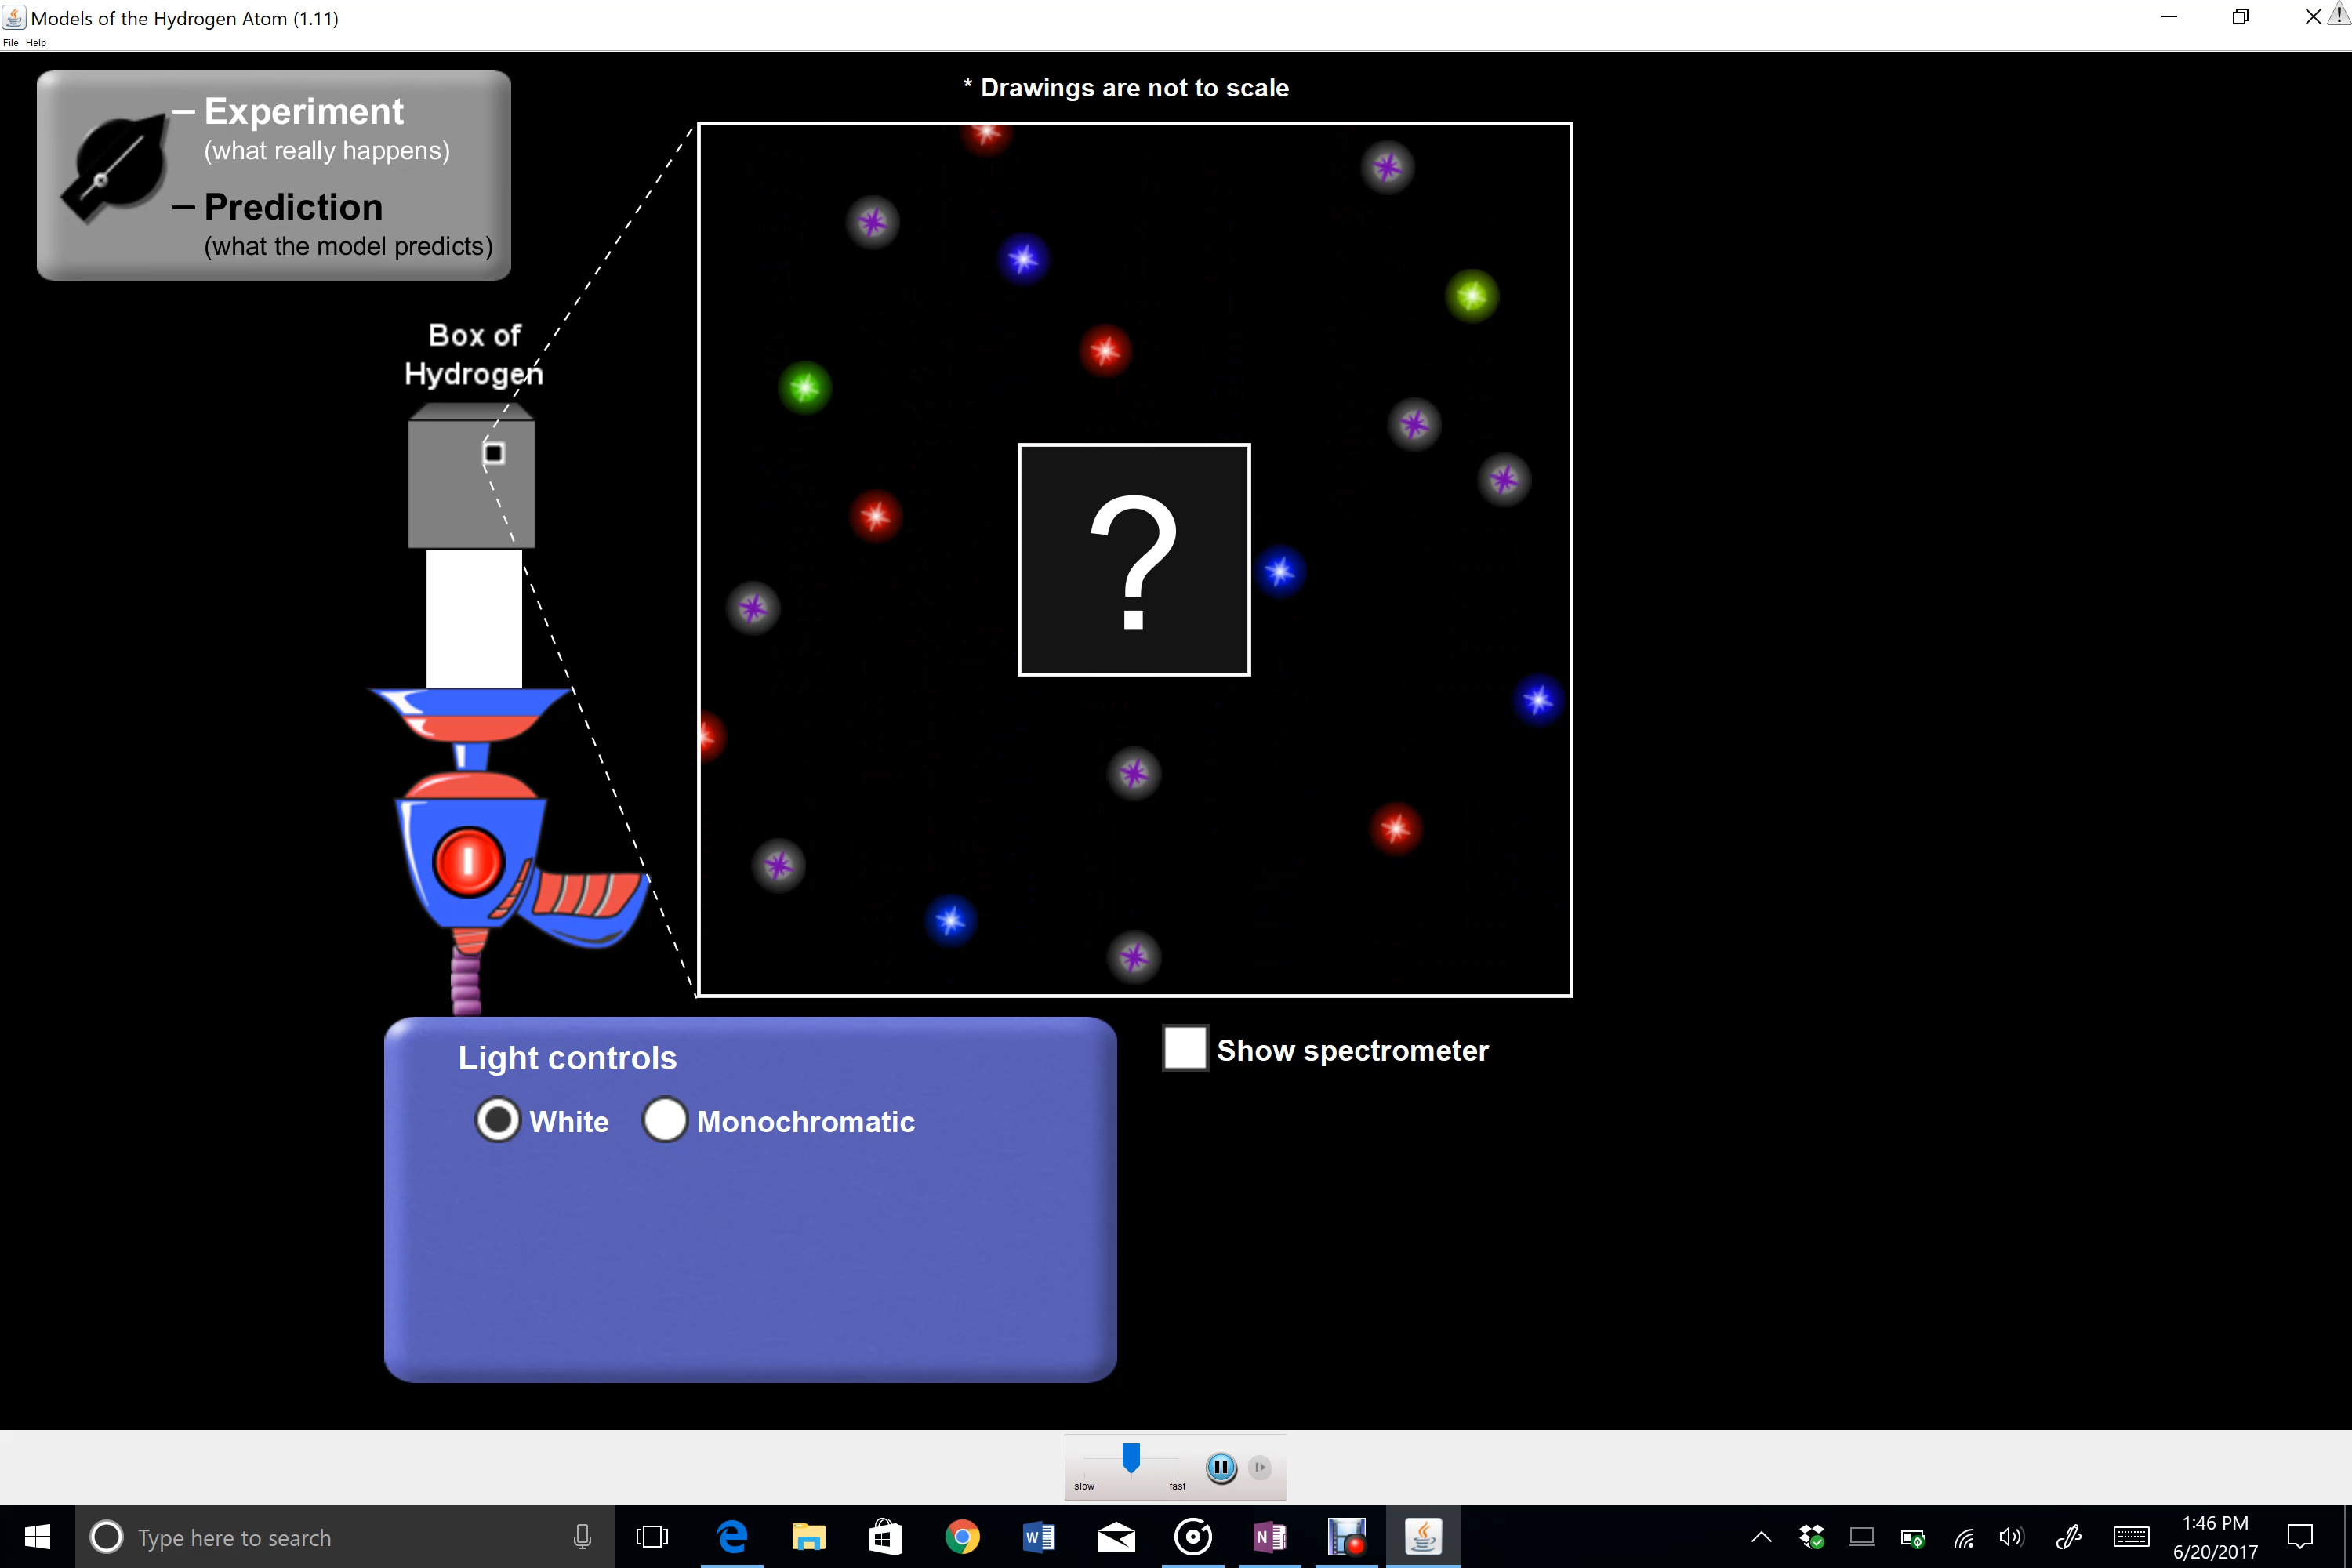 Models of the Hydrogen Atom (1.11)
File Help
* Drawings are not to scale
Experiment
(what really happens)
Prediction
(what the model predicts)
Box of
Hydrogen
?
Light controls
White Monochromatic
Show spectrometer
slow fast
Type here to search
1:46 PM
6/20/2017